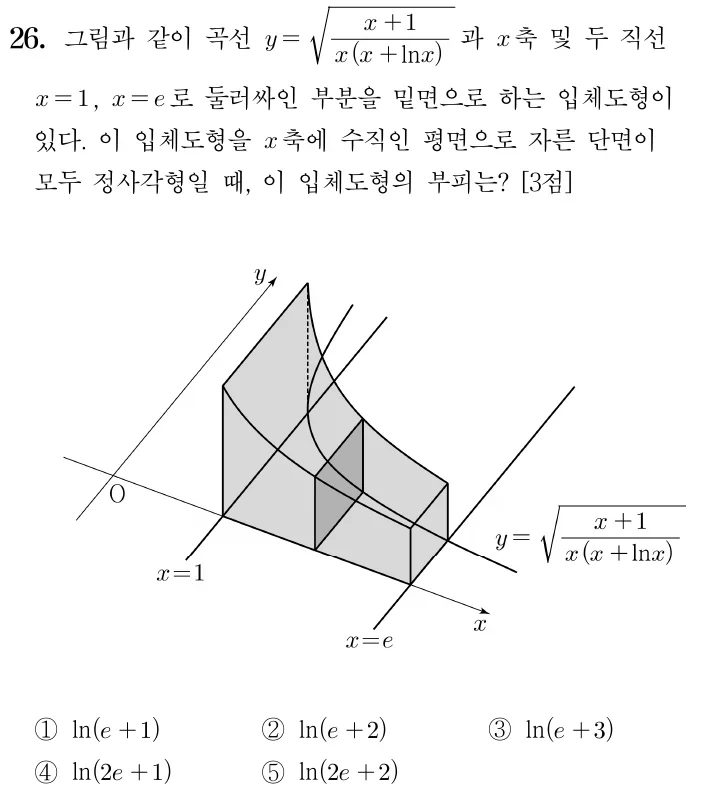 26. 그림과 같이 곡선 y=√((x+1)/(x(x+lnx))) 과 x축 및 두 직선
x=1, x=e로 둘러싸인 부분을 밑면으로 하는 입체도형이
있다. 이 입체도형을 x축에 수직인 평면으로 자른 단면이
모두 정사각형일 때, 이 입체도형의 부피는? [3점]
y
O
y=√((x+1)/(x(x+lnx)))
x=1
x
x=e
① ln(e+1) ② ln(e+2) ③ ln(e+3)
④ ln(2e+1) ⑤ ln(2e+2)